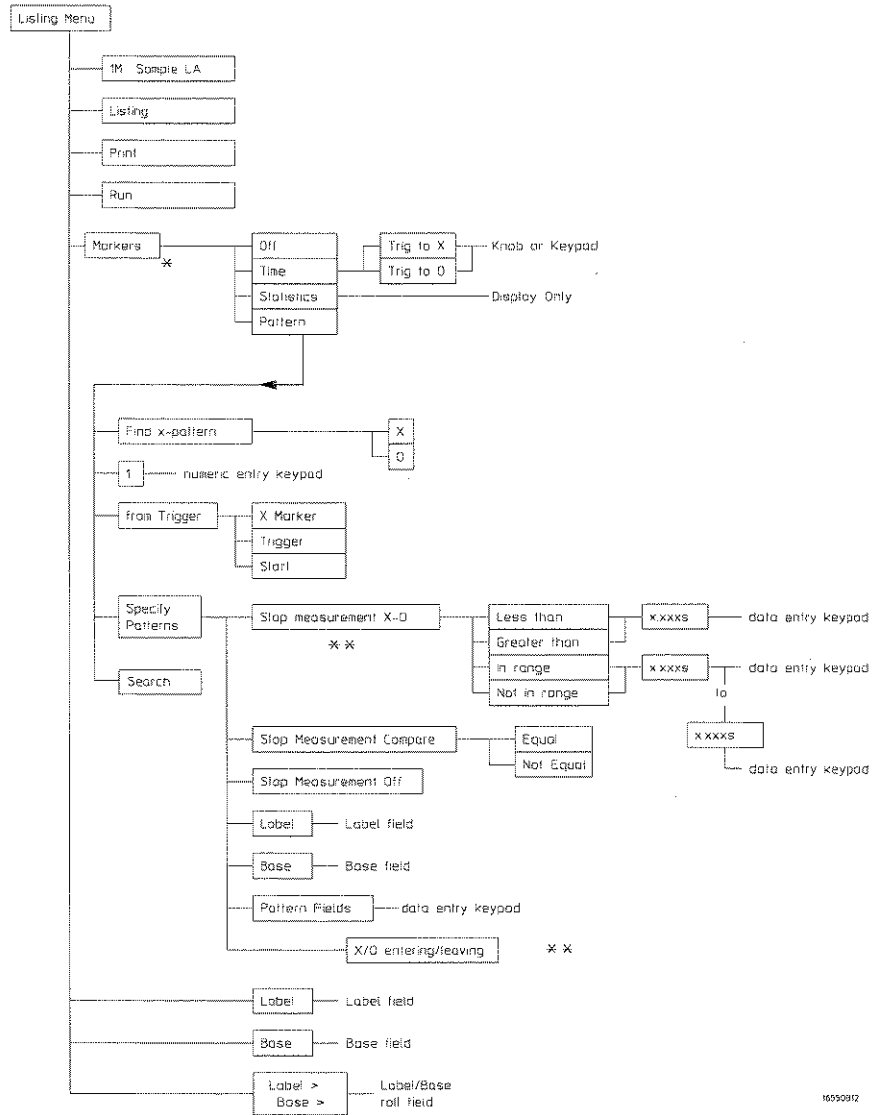 Listing Menu
1M Sample LA
Listing
Print
Run
Markers
*
Off
Time
Statistics
Pattern
Trig to X
Trig to O
Knob or Keypad
Display Only
Find x-pattern
X
O
1
numeric entry keypad
from Trigger
X Marker
Trigger
Start
Specify
Patterns
Search
Stop measurement X-O
**
Less than
Greater than
In range
Not in range
x.xxxs
data entry keypad
x xxxs
data entry keypad
to
x xxxs
data entry keypad
Stop Measurement Compare
Equal
Not Equal
Stop Measurement Off
Label
Label field
Base
Base field
Pattern Fields
data entry keypad
X/O entering/leaving
**
Label
Label field
Base
Base field
Label >
Base >
Label/Base
roll field